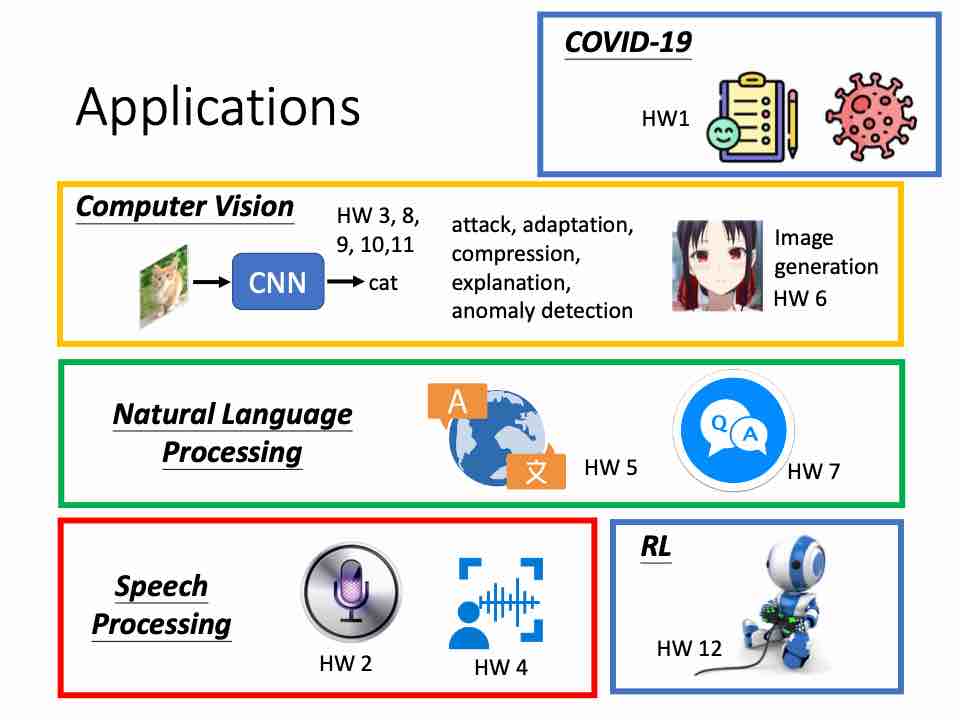 COVID-19
HW1
Applications
Computer Vision
HW 3, 8,
9, 10,11
CNN
cat
attack, adaptation,
compression,
explanation,
anomaly detection
Image
generation
HW 6
Natural Language
Processing
A
文
HW 5
Q
A
HW 7
Speech
Processing
HW 2
HW 4
RL
HW 12